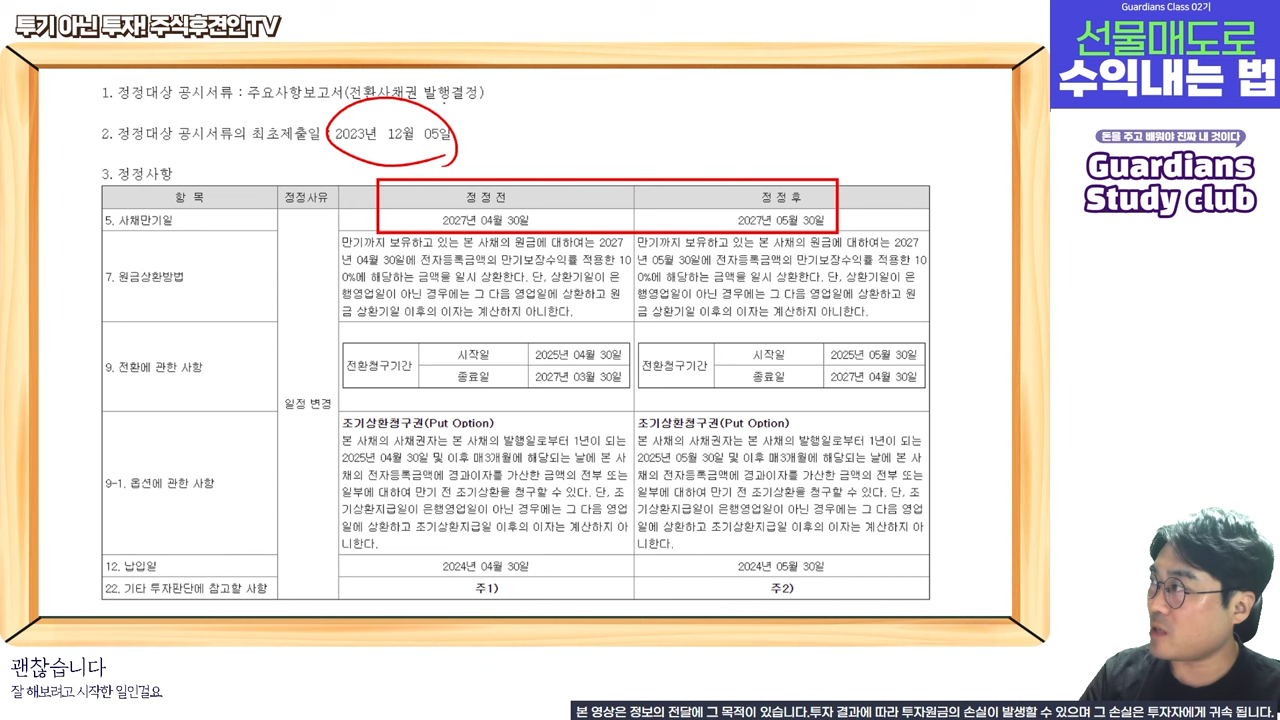 투기 아닌 투자! 주식후견인TV
Guardians Class 02기
선물매도로
수익내는 법
돈을 주고 배워야 진짜 내 것이다
Guardians
Study club
1. 정정대상 공시서류 : 주요사항보고서(전환사채권 발행결정)
2. 정정대상 공시서류의 최초제출일 : 2023년 12월 05일
3. 정정사항
항 목 정정사유 정 정 전 정 정 후
5. 사채만기일 2027년 04월 30일 2027년 05월 30일
7. 원금상환방법
만기까지 보유하고 있는 본 사채의 원금에 대하여는 2027
년 04월 30일에 전자등록금액의 만기보장수익률 적용한 10
0%에 해당하는 금액을 일시 상환한다. 단, 상환기일이 은
행영업일이 아닌 경우에는 그 다음 영업일에 상환하고 원
금 상환기일 이후의 이자는 계산하지 아니한다.
만기까지 보유하고 있는 본 사채의 원금에 대하여는 2027
년 05월 30일에 전자등록금액의 만기보장수익률 적용한 10
0%에 해당하는 금액을 일시 상환한다. 단, 상환기일이 은
행영업일이 아닌 경우에는 그 다음 영업일에 상환하고 원
금 상환기일 이후의 이자는 계산하지 아니한다.
9. 전환에 관한 사항
전환청구기간
시작일 2025년 04월 30일
종료일 2027년 03월 30일
전환청구기간
시작일 2025년 05월 30일
종료일 2027년 04월 30일
일정 변경
9-1. 옵션에 관한 사항
조기상환청구권(Put Option)
본 사채의 사채권자는 본 사채의 발행일로부터 1년이 되는
2025년 04월 30일 및 이후 매3개월에 해당되는 날에 본 사
채의 전자등록금액에 경과이자를 가산한 금액의 전부 또는
일부에 대하여 만기 전 조기상환을 청구할 수 있다. 단, 조
기상환지급일이 은행영업일이 아닌 경우에는 그 다음 영업
일에 상환하고 조기상환지급일 이후의 이자는 계산하지 아
니한다.
조기상환청구권(Put Option)
본 사채의 사채권자는 본 사채의 발행일로부터 1년이 되는
2025년 05월 30일 및 이후 매3개월에 해당되는 날에 본 사
채의 전자등록금액에 경과이자를 가산한 금액의 전부 또는
일부에 대하여 만기 전 조기상환을 청구할 수 있다. 단, 조
기상환지급일이 은행영업일이 아닌 경우에는 그 다음 영업
일에 상환하고 조기상환지급일 이후의 이자는 계산하지 아
니한다.
12. 납입일 2024년 04월 30일 2024년 05월 30일
22. 기타 투자판단에 참고할 사항 주1) 주2)
괜찮습니다
잘 해보려고 시작한 일인걸요
본 영상은 정보의 전달에 그 목적이 있습니다.투자 결과에 따라 투자원금의 손실이 발생할 수 있으며 그 손실은 투자자에게 귀속 됩니다.